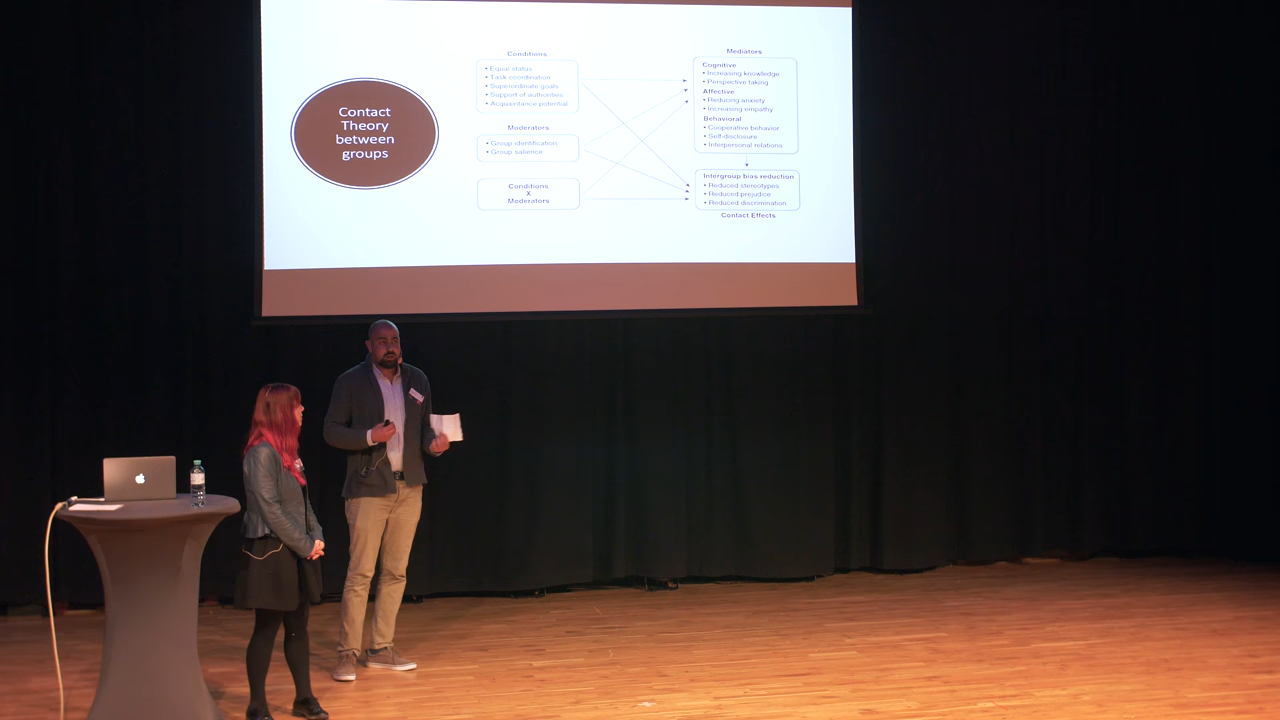 Contact
Theory
between
groups
Conditions
• Equal status
• Task coordination
• Superordinate goals
• Support of authorities
• Acquaintance potential
Moderators
• Group identification
• Group salience
Conditions
X
Moderators
Mediators
Cognitive
• Increasing knowledge
• Perspective taking
Affective
• Reducing anxiety
• Increasing empathy
Behavioral
• Cooperative behavior
• Self-disclosure
• Interpersonal relations
Intergroup bias reduction
• Reduced stereotypes
• Reduced prejudice
• Reduced discrimination
Contact Effects